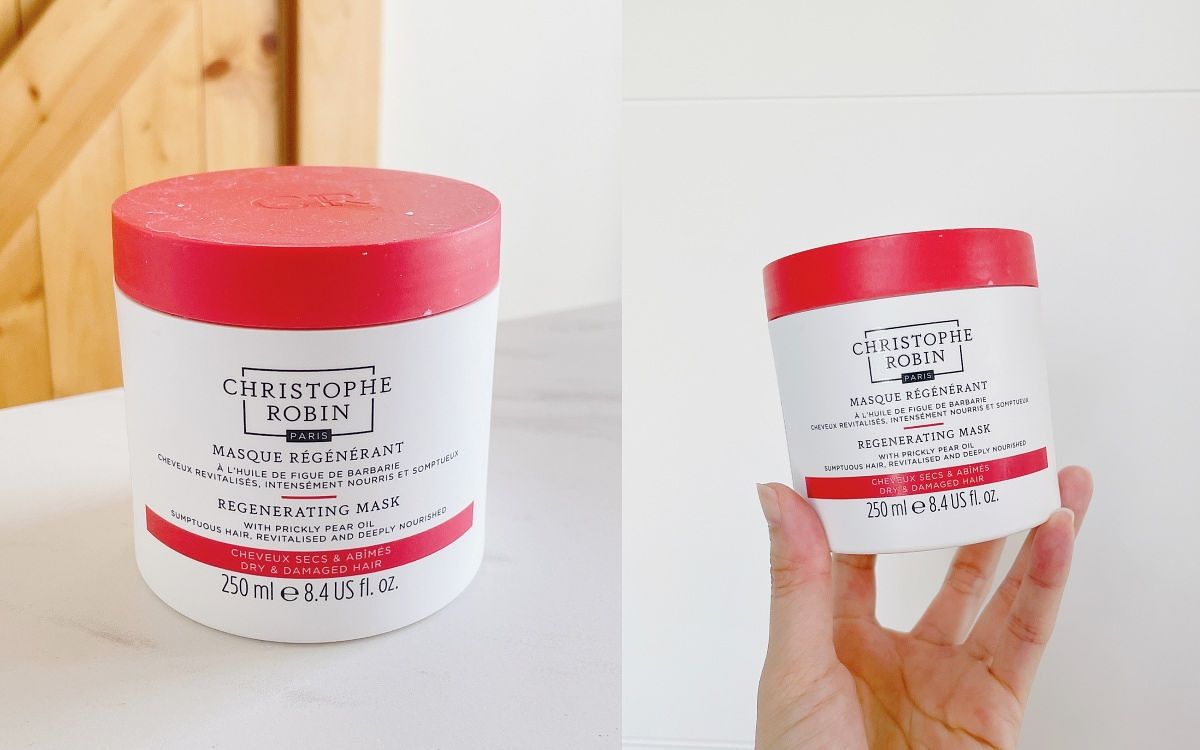 CR
CHRISTOPHE
ROBIN
PARIS
MASQUE RÉGÉNÉRANT
À L'HUILE DE FIGUE DE BARBARIE
CHEVEUX REVITALISÉS, INTENSÉMENT NOURRIS ET SOMPTUEUX
REGENERATING MASK
WITH PRICKLY PEAR OIL
SUMPTUOUS HAIR, REVITALISED AND DEEPLY NOURISHED
CHEVEUX SECS & ABÎMÉS
DRY & DAMAGED HAIR
250 ml ℮ 8.4 US fl. oz.
CHRISTOPHE
ROBIN
PARIS
MASQUE RÉGÉNÉRANT
À L'HUILE DE FIGUE DE BARBARIE
CHEVEUX REVITALISÉS, INTENSÉMENT NOURRIS ET SOMPTUEUX
REGENERATING MASK
WITH PRICKLY PEAR OIL
SUMPTUOUS HAIR, REVITALISED AND DEEPLY NOURISHED
CHEVEUX SECS & ABÎMÉS
DRY & DAMAGED HAIR
250 ml ℮ 8.4 US fl. oz.